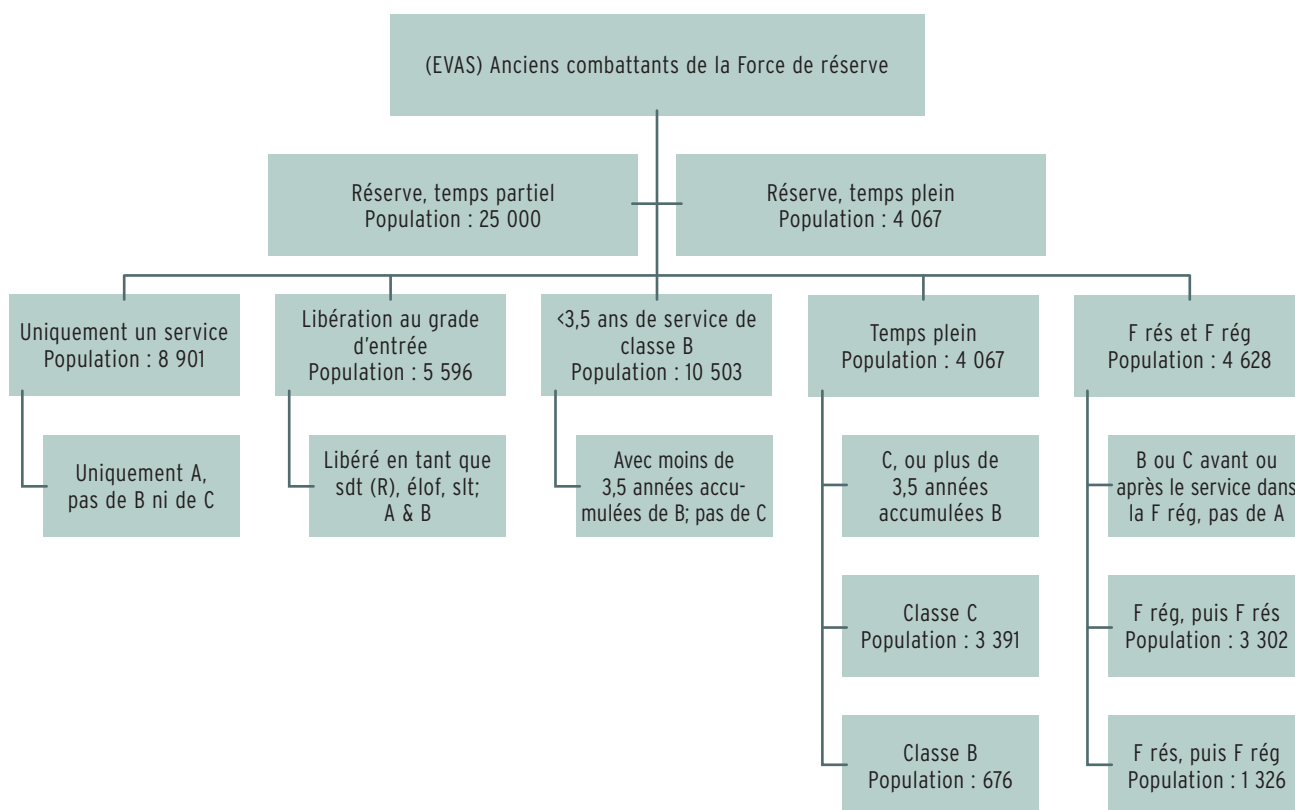 (EVAS) Anciens combattants de la Force de réserve
Réserve, temps partiel
Population : 25 000
Réserve, temps plein
Population : 4 067
Uniquement un service
Population : 8 901
Libération au grade
d'entrée
Population : 5 596
<3,5 ans de service de
classe B
Population : 10 503
Temps plein
Population : 4 067
F rés et F rég
Population : 4 628
Uniquement A,
pas de B ni de C
Libéré en tant que
sdt (R), élof, slt;
A & B
Avec moins de
3,5 années accu-
mulées de B; pas de C
C, ou plus de
3,5 années
accumulées B
B ou C avant ou
après le service dans
la F rég, pas de A
Classe C
Population : 3 391
F rég, puis F rés
Population : 3 302
Classe B
Population : 676
F rés, puis F rég
Population : 1 326